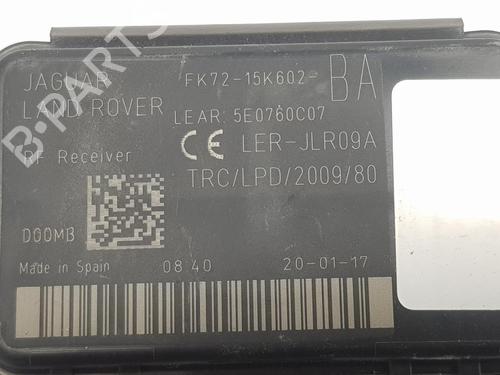 JAGUAR FK72-15K602-BA
LAND ROVER LEAR: 5E0760C07
CE LER-JLR09A
RF Receiver
TRC/LPD/2009/80
D00MB
Made in Spain 08:40 20-01-17
B-PARTS